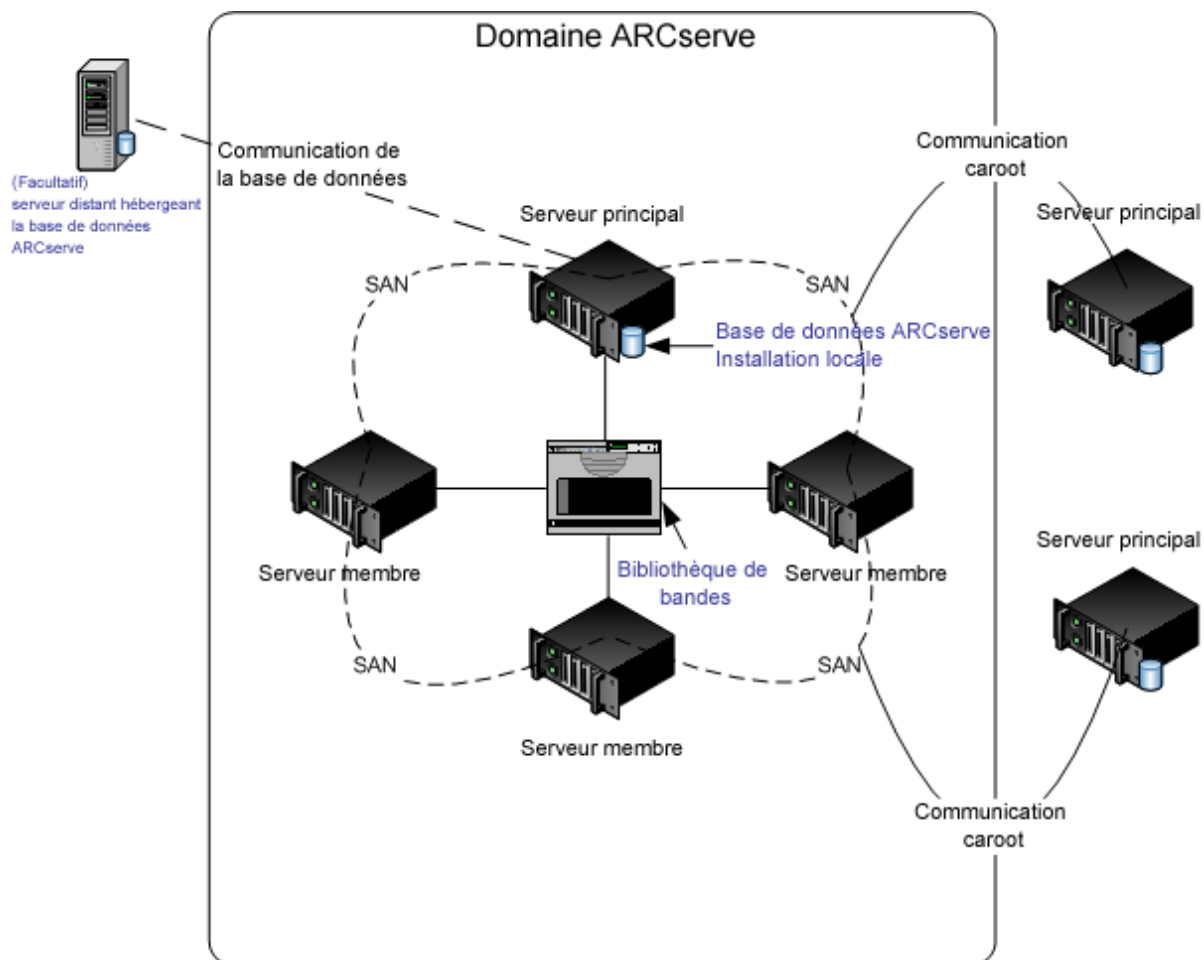 Domaine ARCserve
(Facultatif)
serveur distant hébergeant
la base de données
ARCserve
Communication de
la base de données
Communication
caroot
Serveur principal
Serveur principal
SAN
SAN
Base de données ARCserve
Installation locale
Serveur membre
Bibliothèque de
bandes
Serveur membre
Serveur principal
SAN
SAN
Serveur membre
Communication
caroot